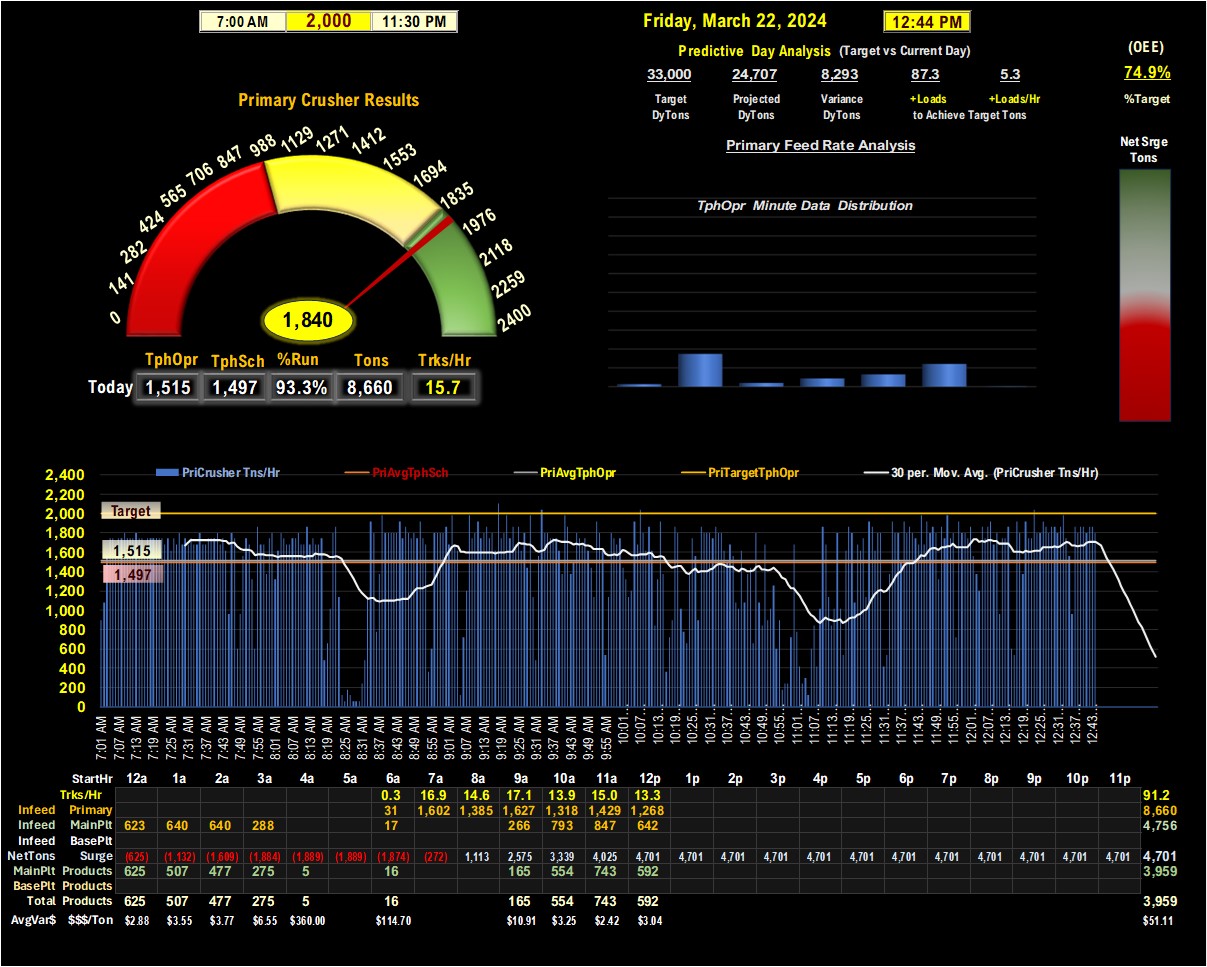 7:00 AM 2,000 11:30 PM
Friday, March 22, 2024 12:44 PM
Predictive Day Analysis (Target vs Current Day)
(OEE)
33,000 24,707 8,293 87.3 5.3
74.9%
Target Projected Variance +Loads +Loads/Hr
%Target
DyTons DyTons DyTons to Achieve Target Tons
Primary Crusher Results
Primary Feed Rate Analysis
Net Srge
Tons
0 141 282 424 565 706 847 988 1129 1271 1412 1553 1694 1835 1976 2118 2259 2400
TphOpr Minute Data Distribution
1,840
TphOpr TphSch %Run Tons Trks/Hr
Today 1,515 1,497 93.3% 8,660 15.7
PriCrusher Tns/Hr PriAvgTphSch PriAvgTphOpr PriTargetTphOpr 30 per. Mov. Avg. (PriCrusher Tns/Hr)
2,400
2,200
2,000
1,800
1,600
1,400
1,200
1,000
800
600
400
200
0
Target
1,515
1,497
7:01 AM 7:07 AM 7:13 AM 7:19 AM 7:25 AM 7:31 AM 7:37 AM 7:43 AM 7:49 AM 7:55 AM 8:01 AM 8:07 AM 8:13 AM 8:19 AM 8:25 AM 8:31 AM 8:37 AM 8:43 AM 8:49 AM 8:55 AM 9:01 AM 9:07 AM 9:13 AM 9:19 AM 9:25 AM 9:31 AM 9:37 AM 9:43 AM 9:49 AM 9:55 AM 10:01… 10:07… 10:13… 10:19… 10:25… 10:31… 10:37… 10:43… 10:49… 10:55… 11:01… 11:07… 11:13… 11:19… 11:25… 11:31… 11:37… 11:43… 11:49… 11:55… 12:01… 12:07… 12:13… 12:19… 12:25… 12:31… 12:37… 12:43…
StartHr 12a 1a 2a 3a 4a 5a 6a 7a 8a 9a 10a 11a 12p 1p 2p 3p 4p 5p 6p 7p 8p 9p 10p 11p
Trks/Hr 0.3 16.9 14.6 17.1 13.9 15.0 13.3 91.2
Infeed Primary 31 1,602 1,385 1,627 1,318 1,429 1,268 8,660
Infeed MainPlt 623 640 640 288 17 266 793 847 642 4,756
Infeed BasePlt
NetTons Surge (625) (1,132) (1,609) (1,884) (1,889) (1,889) (1,874) (272) 1,113 2,575 3,339 4,025 4,701 4,701 4,701 4,701 4,701 4,701 4,701 4,701 4,701 4,701 4,701 4,701 4,701
MainPlt Products 625 507 477 275 5 16 165 554 743 592 3,959
BasePlt Products
Total Products 625 507 477 275 5 16 165 554 743 592 3,959
AvgVar$ $$$/Ton $2.88 $3.55 $3.77 $6.55 $360.00 $114.70 $10.91 $3.25 $2.42 $3.04 $51.11